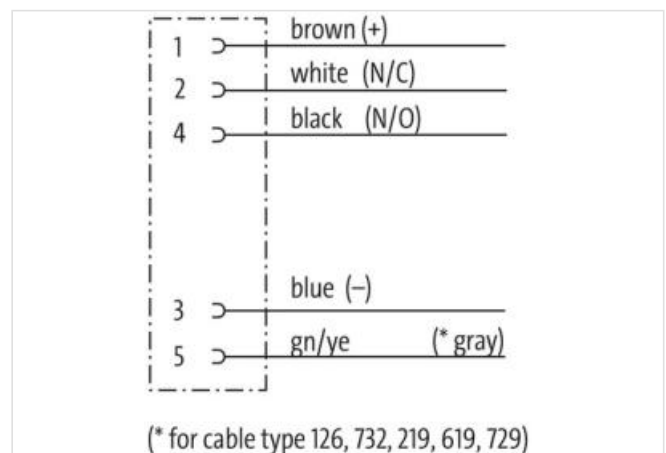 1 brown (+)
2 white (N/C)
4 black (N/O)
3 blue (–)
5 gn/ye (* gray)
(* for cable type 126, 732, 219, 619, 729)